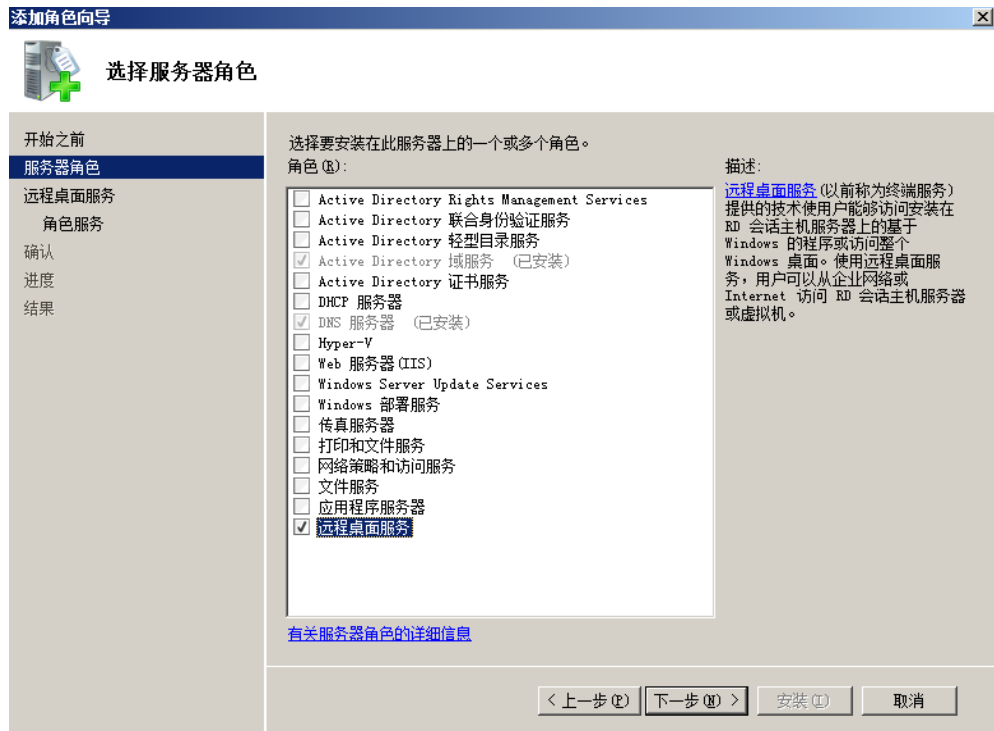 添加角色向导
选择服务器角色
开始之前
服务器角色
远程桌面服务
角色服务
确认
进度
结果
选择要安装在此服务器上的一个或多个角色。
角色(R):
Active Directory Rights Management Services
Active Directory 联合身份验证服务
Active Directory 轻型目录服务
Active Directory 域服务 (已安装)
Active Directory 证书服务
DHCP 服务器
DNS 服务器 (已安装)
Hyper-V
Web 服务器(IIS)
Windows Server Update Services
Windows 部署服务
传真服务器
打印和文件服务
网络策略和访问服务
文件服务
应用程序服务器
远程桌面服务
有关服务器角色的详细信息
描述:
远程桌面服务(以前称为终端服务)
提供的技术使用户能够访问安装在
RD 会话主机服务器上的基于
Windows 的程序或访问整个
Windows 桌面。使用远程桌面服
务，用户可以从企业网络或
Internet 访问 RD 会话主机服务器
或虚拟机。
< 上一步(P)
下一步(N) >
安装(I)
取消